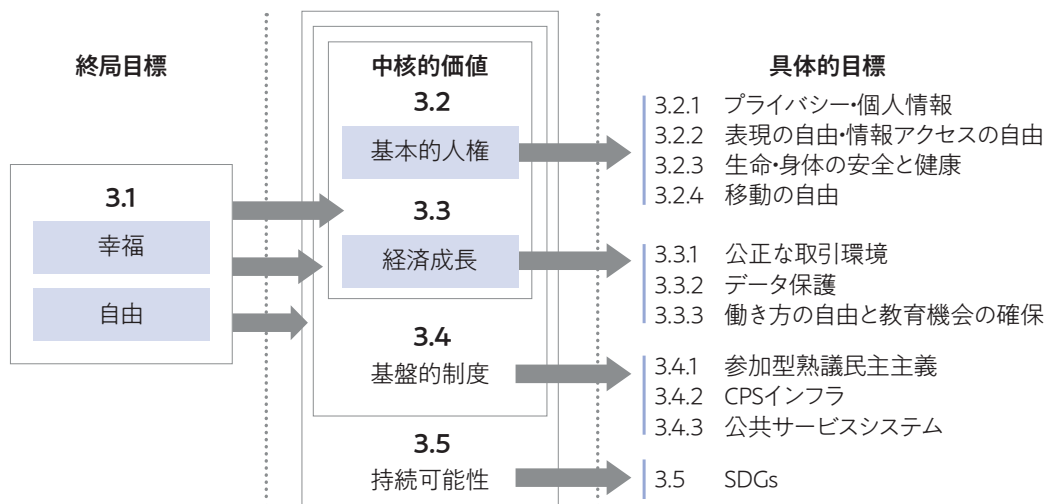 終局目標
3.1
幸福
自由
中核的価値
3.2
基本的人権
3.3
経済成長
3.4
基盤的制度
3.5
持続可能性
具体的目標
3.2.1 プライバシー・個人情報
3.2.2 表現の自由・情報アクセスの自由
3.2.3 生命・身体の安全と健康
3.2.4 移動の自由
3.3.1 公正な取引環境
3.3.2 データ保護
3.3.3 働き方の自由と教育機会の確保
3.4.1 参加型熟議民主主義
3.4.2 CPSインフラ
3.4.3 公共サービスシステム
3.5 SDGs